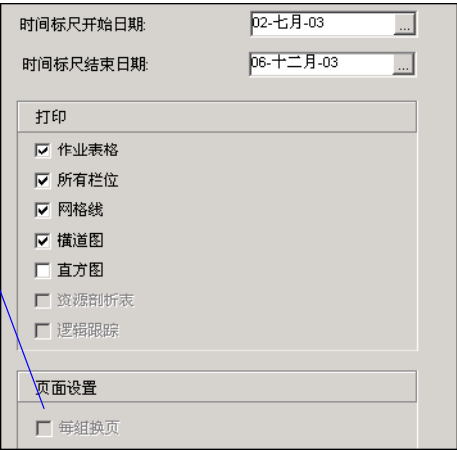 时间标尺开始日期:
02-七月-03
...
时间标尺结束日期:
06-十二月-03
...
打印
作业表格
所有栏位
网格线
横道图
直方图
资源剖析表
逻辑跟踪
页面设置
每组换页